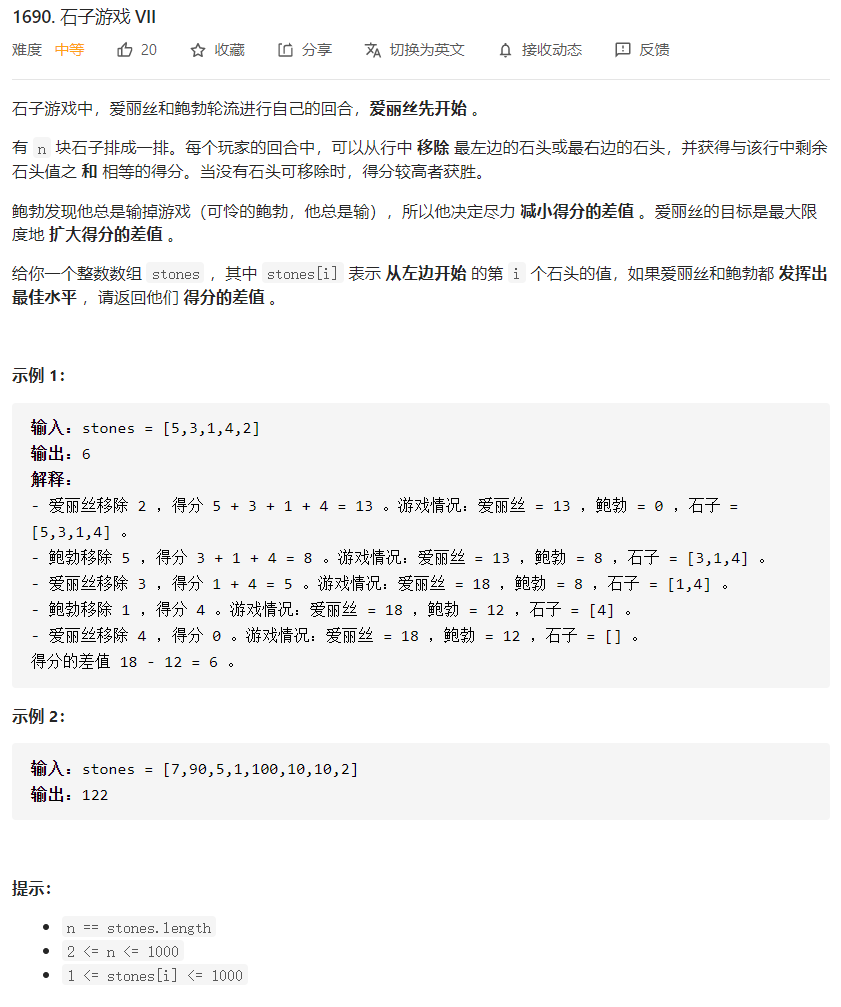 1690. 石子游戏 VII
难度 中等 20 收藏 分享 切换为英文 接收动态 反馈
石子游戏中，爱丽丝和鲍勃轮流进行自己的回合，爱丽丝先开始 。
有 n 块石子排成一排。每个玩家的回合中，可以从行中 移除 最左边的石头或最右边的石头，并获得与该行中剩余
石头值之 和 相等的得分。当没有石头可移除时，得分较高者获胜。
鲍勃发现他总是输掉游戏（可怜的鲍勃，他总是输），所以他决定尽力 减小得分的差值 。爱丽丝的目标是最大限
度地 扩大得分的差值 。
给你一个整数数组 stones ，其中 stones[i] 表示 从左边开始 的第 i 个石头的值，如果爱丽丝和鲍勃都 发挥出
最佳水平 ，请返回他们 得分的差值 。
示例 1：
输入：stones = [5,3,1,4,2]
输出：6
解释：
- 爱丽丝移除 2 ，得分 5 + 3 + 1 + 4 = 13 。游戏情况：爱丽丝 = 13 ，鲍勃 = 0 ，石子 =
[5,3,1,4] 。
- 鲍勃移除 5 ，得分 3 + 1 + 4 = 8 。游戏情况：爱丽丝 = 13 ，鲍勃 = 8 ，石子 = [3,1,4] 。
- 爱丽丝移除 3 ，得分 1 + 4 = 5 。游戏情况：爱丽丝 = 18 ，鲍勃 = 8 ，石子 = [1,4] 。
- 鲍勃移除 1 ，得分 4 。游戏情况：爱丽丝 = 18 ，鲍勃 = 12 ，石子 = [4] 。
- 爱丽丝移除 4 ，得分 0 。游戏情况：爱丽丝 = 18 ，鲍勃 = 12 ，石子 = [] 。
得分的差值 18 - 12 = 6 。
示例 2：
输入：stones = [7,90,5,1,100,10,10,2]
输出：122
提示：
n == stones.length
2 <= n <= 1000
1 <= stones[i] <= 1000